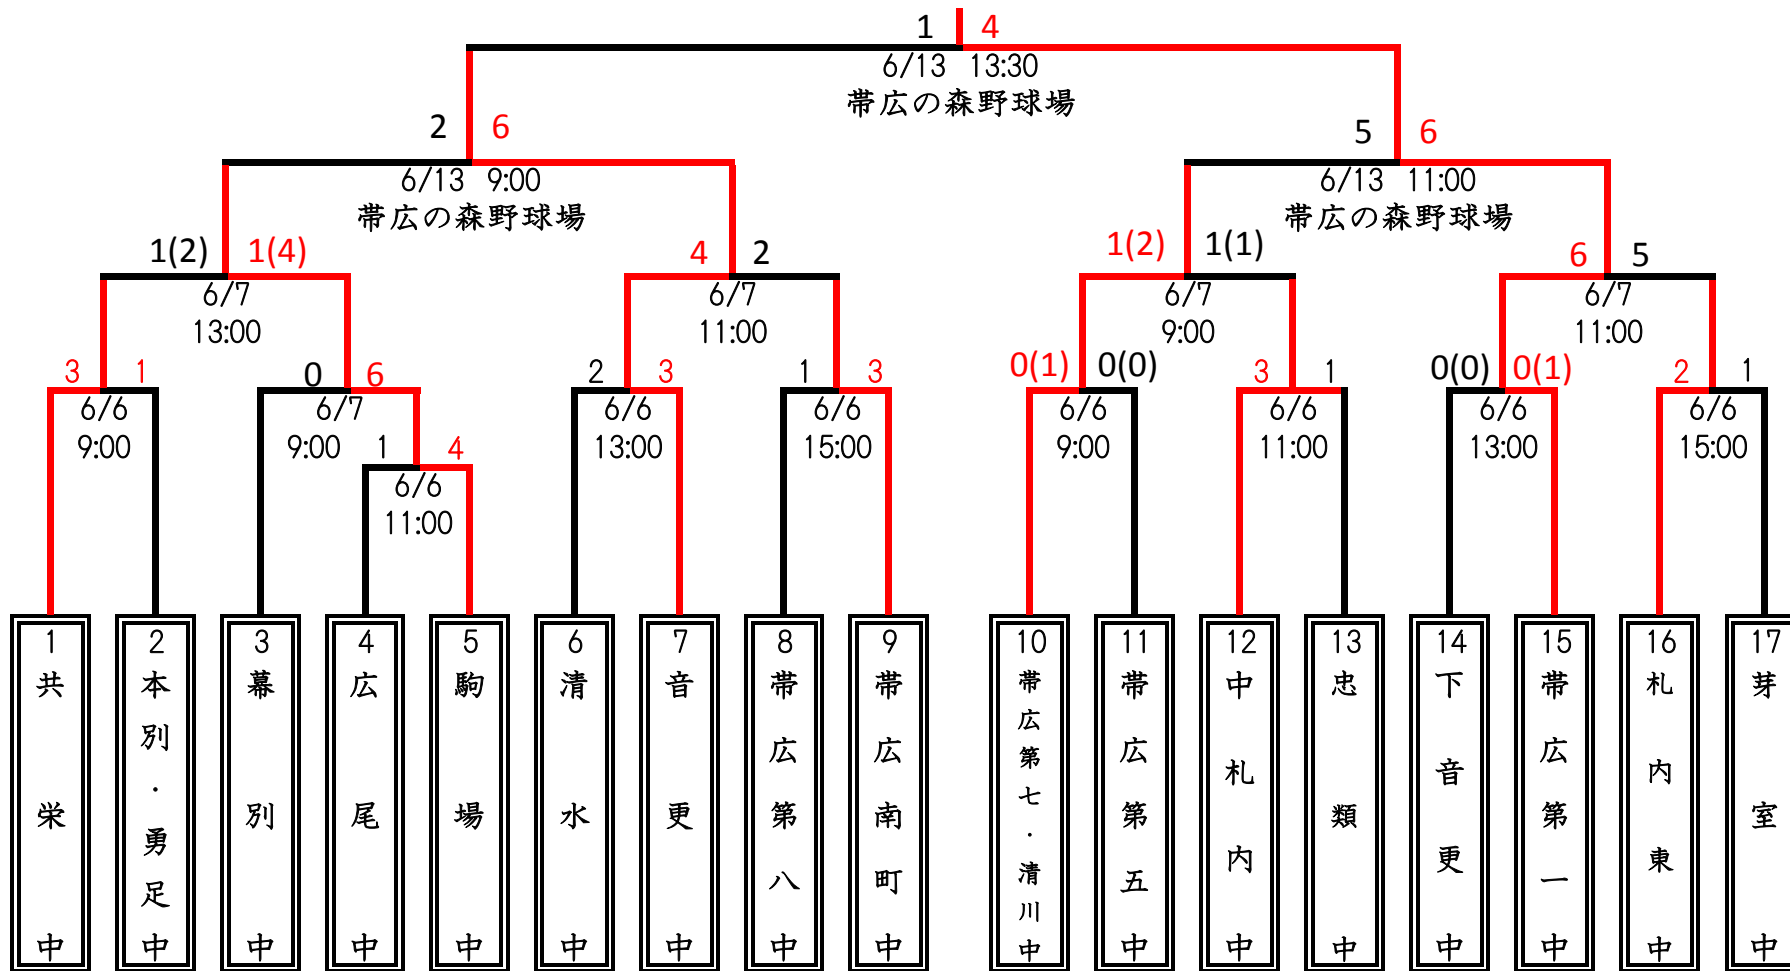 1 4
6/13 13:30
帯広の森野球場
2 6
6/13 9:00
帯広の森野球場
5 6
6/13 11:00
帯広の森野球場
1(2) 1(4)
6/7
13:00
4 2
6/7
11:00
1(2) 1(1)
6/7
9:00
6 5
6/7
11:00
3 1
6/6
9:00
0 6
6/7
9:00
1 4
6/6
11:00
2 3
6/6
13:00
1 3
6/6
15:00
0(1) 0(0)
6/6
9:00
3 1
6/6
11:00
0(0) 0(1)
6/6
13:00
2 1
6/6
15:00
1 共栄中
2 本別・勇足中
3 幕別中
4 広尾中
5 駒場中
6 清水中
7 音更中
8 帯広第八中
9 帯広南町中
10 帯広第七・清川中
11 帯広第五中
12 中札内中
13 忠類中
14 下音更中
15 帯広第一中
16 札内東中
17 芽室中